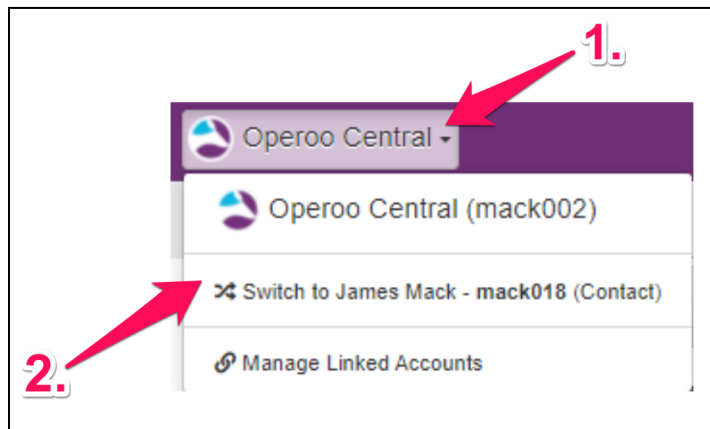 1.
Operoo Central
Operoo Central (mack002)
Switch to James Mack - mack018 (Contact)
2.
Manage Linked Accounts